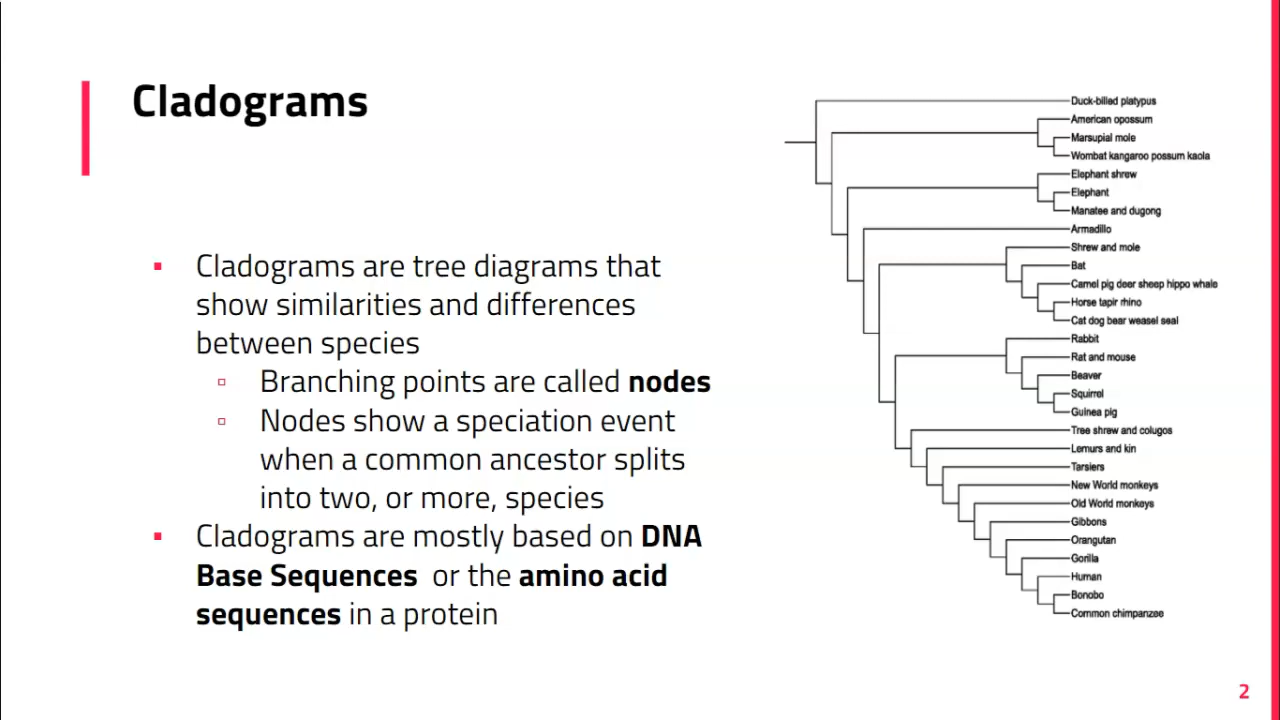 Cladograms
▪ Cladograms are tree diagrams that
show similarities and differences
between species
▫ Branching points are called nodes
▫ Nodes show a speciation event
when a common ancestor splits
into two, or more, species
▪ Cladograms are mostly based on DNA
Base Sequences or the amino acid
sequences in a protein
Duck-billed platypus
American opossum
Marsupial mole
Wombat kangaroo possum kaola
Elephant shrew
Elephant
Manatee and dugong
Armadillo
Shrew and mole
Bat
Camel pig deer sheep hippo whale
Horse tapir rhino
Cat dog bear weasel seal
Rabbit
Rat and mouse
Beaver
Squirrel
Guinea pig
Tree shrew and colugos
Lemurs and kin
Tarsiers
New World monkeys
Old World monkeys
Gibbons
Orangutan
Gorilla
Human
Bonobo
Common chimpanzee
2